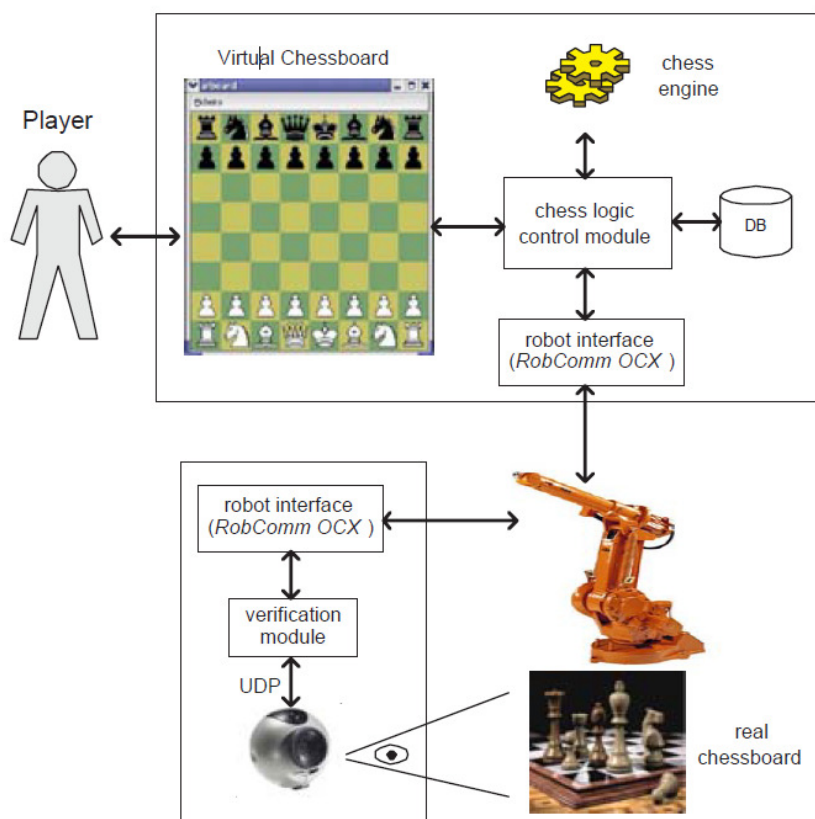 Virtual Chessboard
chess
engine
Player
chess logic
control module
DB
robot interface
(RobComm OCX )
robot interface
(RobComm OCX )
verification
module
UDP
real
chessboard